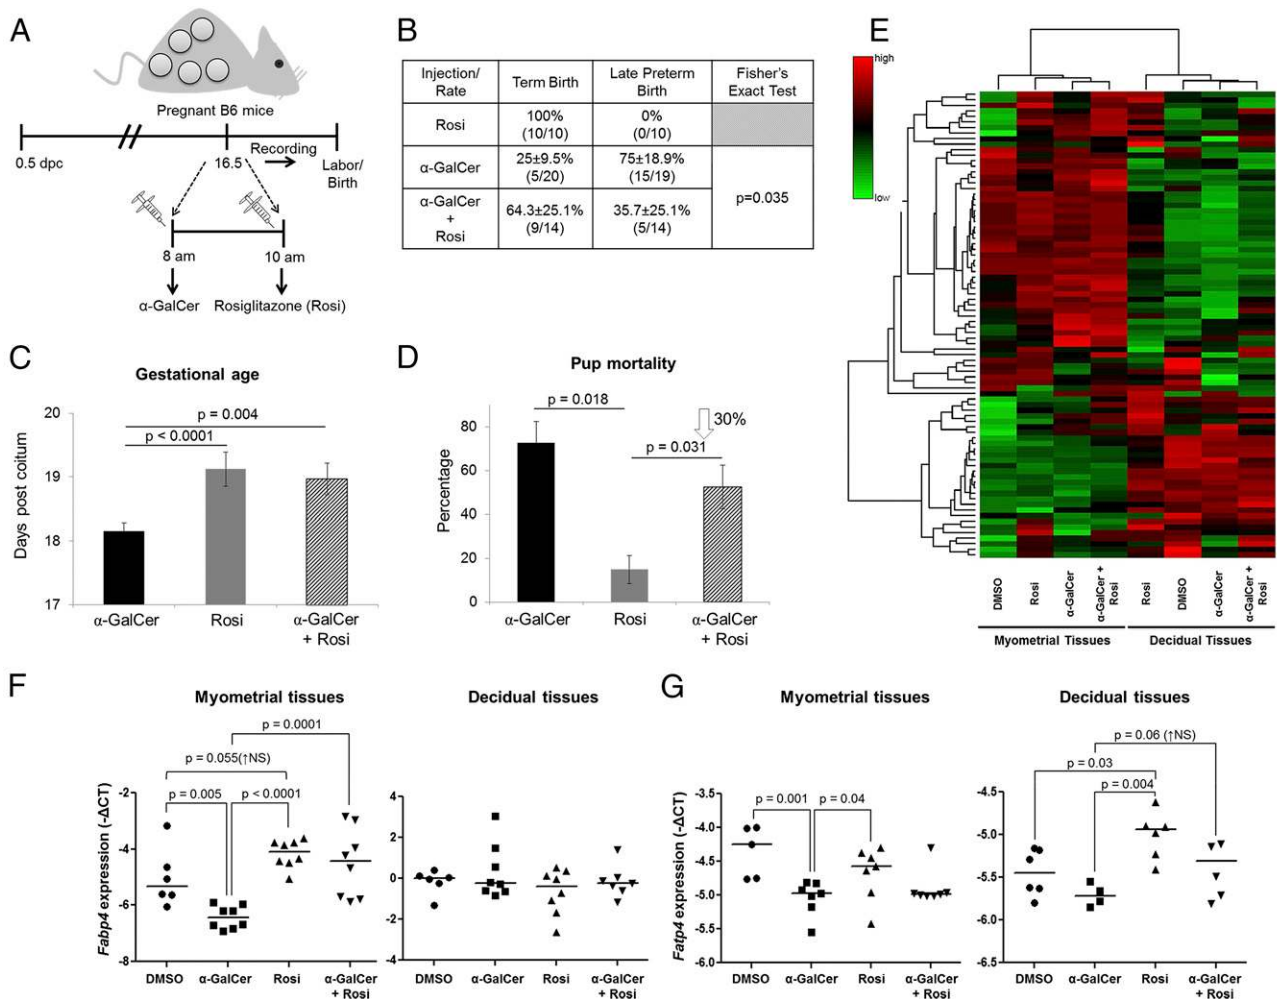 A
Pregnant B6 mice
Recording
0.5 dpc
16.5
Labor/
Birth
8 am
10 am
α-GalCer
Rosiglitazone (Rosi)
B
Injection/
Rate
Term Birth
Late Preterm
Birth
Fisher's
Exact Test
Rosi
100%
(10/10)
0%
(0/10)
α-GalCer
25±9.5%
(5/20)
75±18.9%
(15/19)
p=0.035
α-GalCer
+
Rosi
64.3±25.1%
(9/14)
35.7±25.1%
(5/14)
C
Gestational age
Days post coitum
20
19
18
17
p = 0.004
p < 0.0001
α-GalCer
Rosi
α-GalCer
+ Rosi
D
Pup mortality
Percentage
80
60
40
20
0
p = 0.018
30%
p = 0.031
α-GalCer
Rosi
α-GalCer
+ Rosi
E
high
low
DMSO
Rosi
α-GalCer
α-GalCer +
Rosi
Rosi
DMSO
α-GalCer
α-GalCer +
Rosi
Myometrial Tissues
Decidual Tissues
F
Myometrial tissues
Fabp4 expression (-ΔCT)
-2
-4
-6
-8
p = 0.0001
p = 0.055(↑NS)
p = 0.005
p < 0.0001
DMSO
α-GalCer
Rosi
α-GalCer
+ Rosi
Decidual tissues
4
2
0
-2
-4
DMSO
α-GalCer
Rosi
α-GalCer
+ Rosi
G
Myometrial tissues
Fatp4 expression (-ΔCT)
-3.5
-4.0
-4.5
-5.0
-5.5
-6.0
p = 0.001
p = 0.04
DMSO
α-GalCer
Rosi
α-GalCer
+ Rosi
Decidual tissues
-4.5
-5.0
-5.5
-6.0
-6.5
p = 0.06 (↑NS)
p = 0.03
p = 0.004
DMSO
α-GalCer
Rosi
α-GalCer
+ Rosi